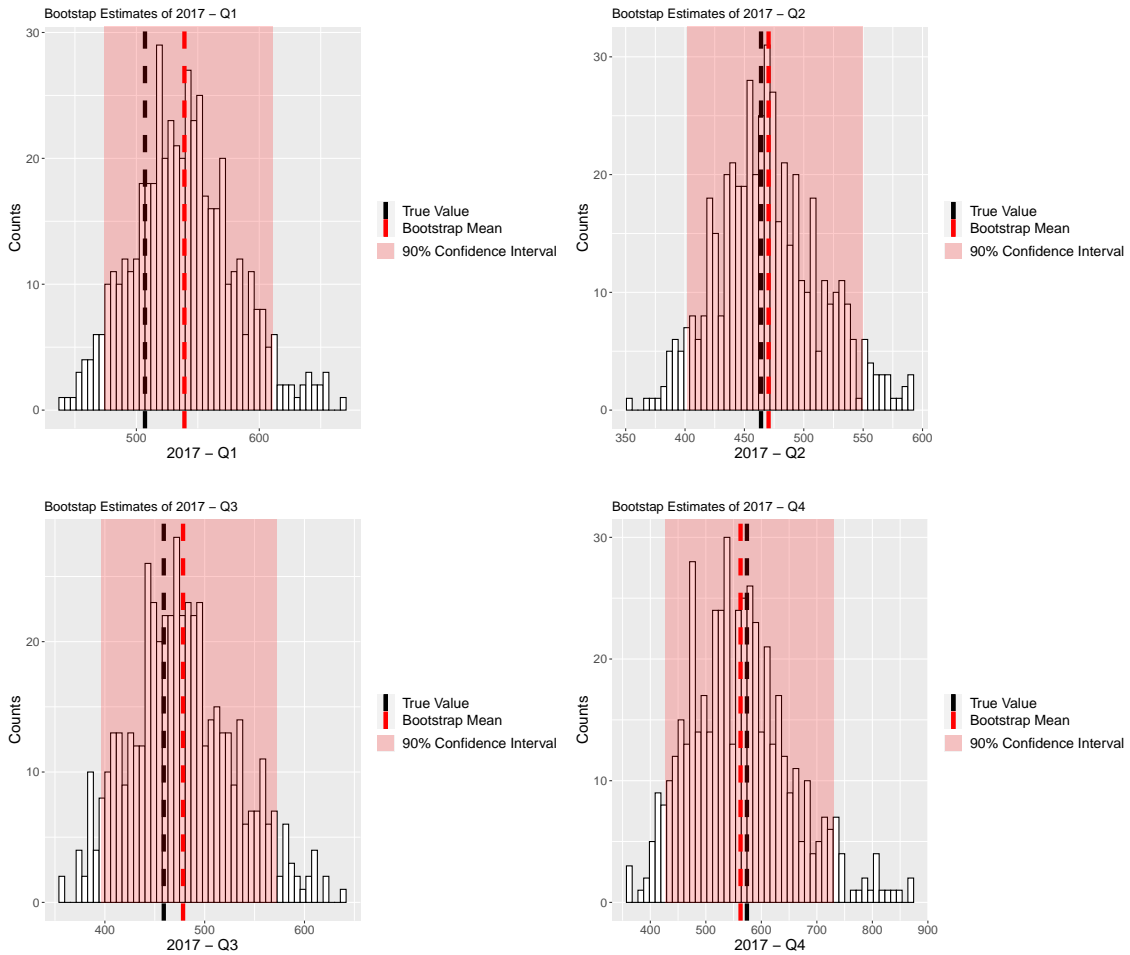 Bootstap Estimates of 2017 – Q1
30
20
10
0
Counts
500
600
2017 – Q1
True Value
Bootstrap Mean
90% Confidence Interval
Bootstap Estimates of 2017 – Q2
30
20
10
0
Counts
350
400
450
500
550
600
2017 – Q2
True Value
Bootstrap Mean
90% Confidence Interval
Bootstap Estimates of 2017 – Q3
20
10
0
Counts
400
500
600
2017 – Q3
True Value
Bootstrap Mean
90% Confidence Interval
Bootstap Estimates of 2017 – Q4
30
20
10
0
Counts
400
500
600
700
800
900
2017 – Q4
True Value
Bootstrap Mean
90% Confidence Interval